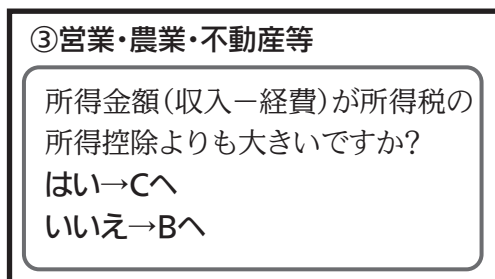 ③営業・農業・不動産等
所得金額(収入－経費)が所得税の
所得控除よりも大きいですか?
はい→Cへ
いいえ→Bへ